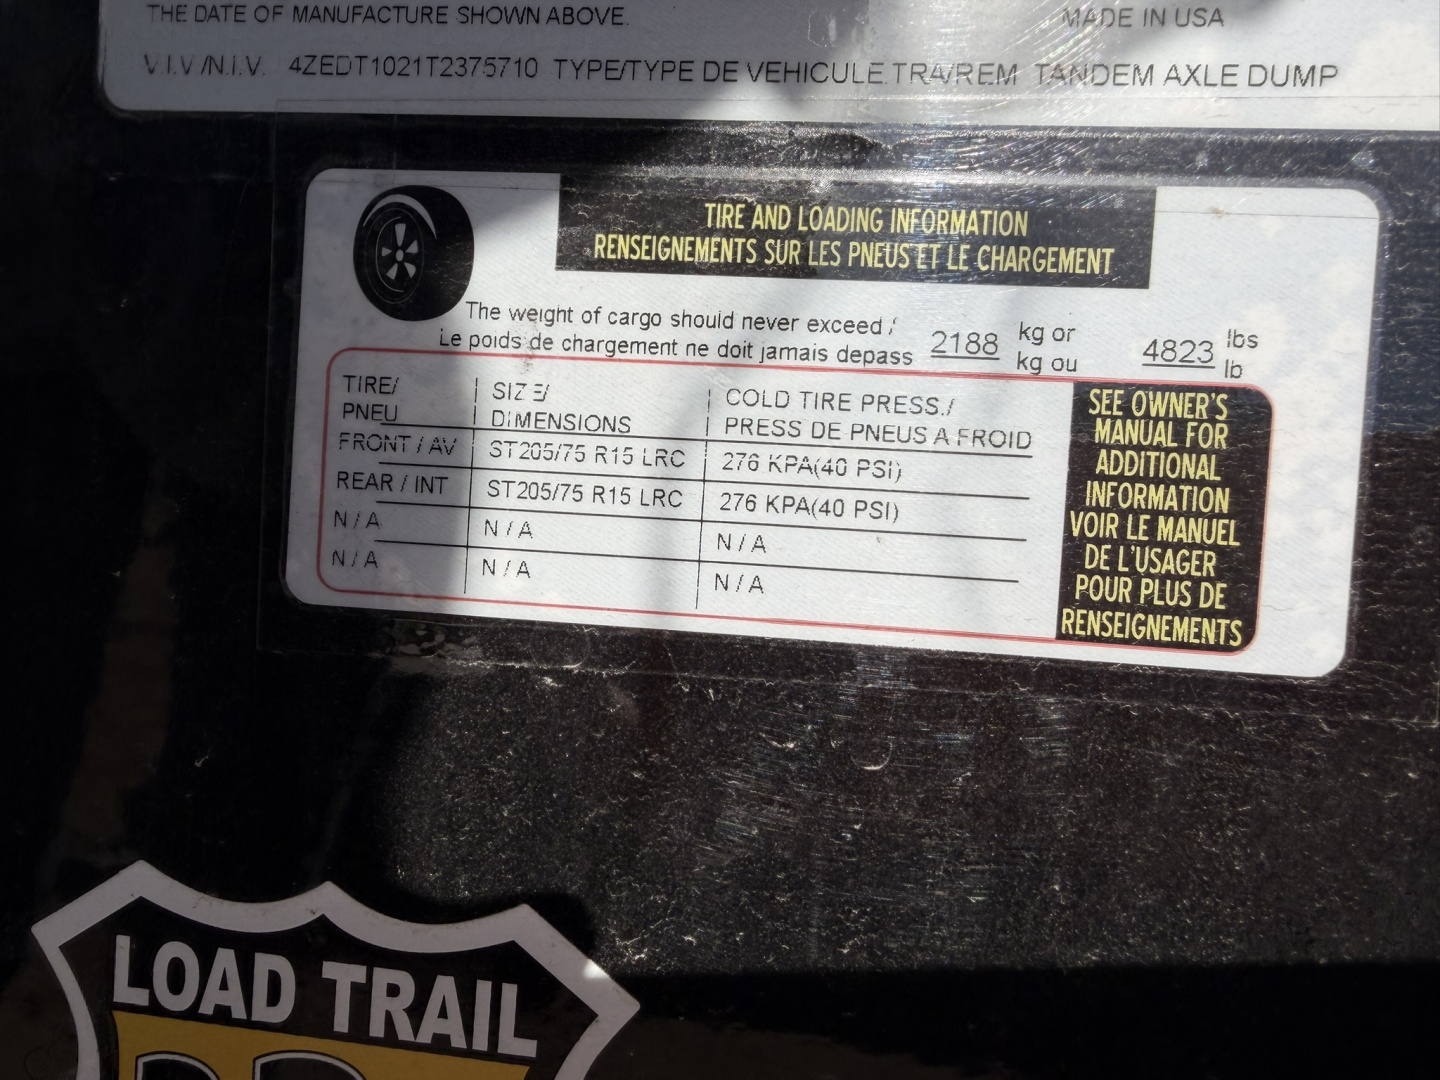 THE DATE OF MANUFACTURE SHOWN ABOVE.
MADE IN USA
V.I.V./N.I.V. 4ZEDT1021T2375710 TYPE/TYPE DE VEHICULE TRA/REM TANDEM AXLE DUMP
TIRE AND LOADING INFORMATION
RENSEIGNEMENTS SUR LES PNEUS ET LE CHARGEMENT
The weight of cargo should never exceed / 2188 kg or 4823 lbs
Le poids de chargement ne doit jamais depass kg ou lb
TIRE/ SIZE/ COLD TIRE PRESS./
PNEU DIMENSIONS PRESS DE PNEUS A FROID
FRONT / AV ST205/75 R15 LRC 276 KPA(40 PSI)
REAR / INT ST205/75 R15 LRC 276 KPA(40 PSI)
N / A N / A N / A
N / A N / A N / A
SEE OWNER'S
MANUAL FOR
ADDITIONAL
INFORMATION
VOIR LE MANUEL
DE L'USAGER
POUR PLUS DE
RENSEIGNEMENTS
LOAD TRAIL